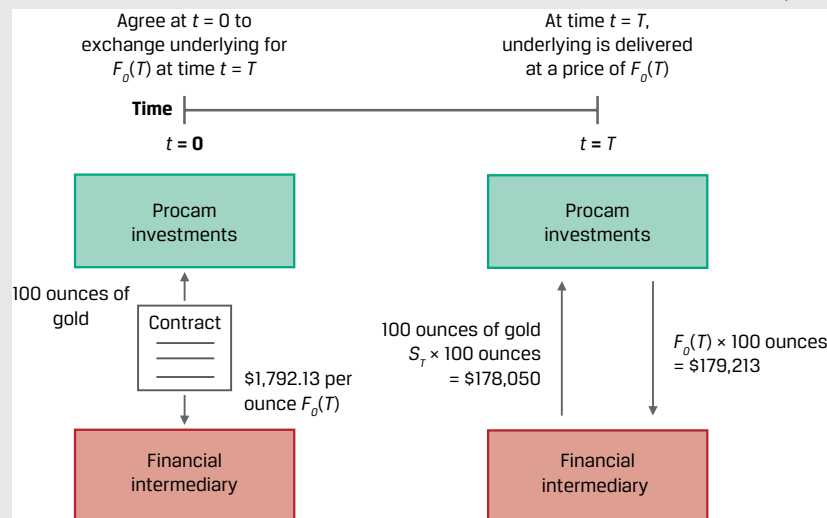 Agree at t = 0 to
exchange underlying for
F₀(T) at time t = T
At time t = T,
underlying is delivered
at a price of F₀(T)
Time
t = 0
t = T
Procam
investments
Procam
investments
100 ounces of
gold
Contract
$1,792.13 per
ounce F₀(T)
100 ounces of gold
S_T × 100 ounces
= $178,050
F₀(T) × 100 ounces
= $179,213
Financial
intermediary
Financial
intermediary